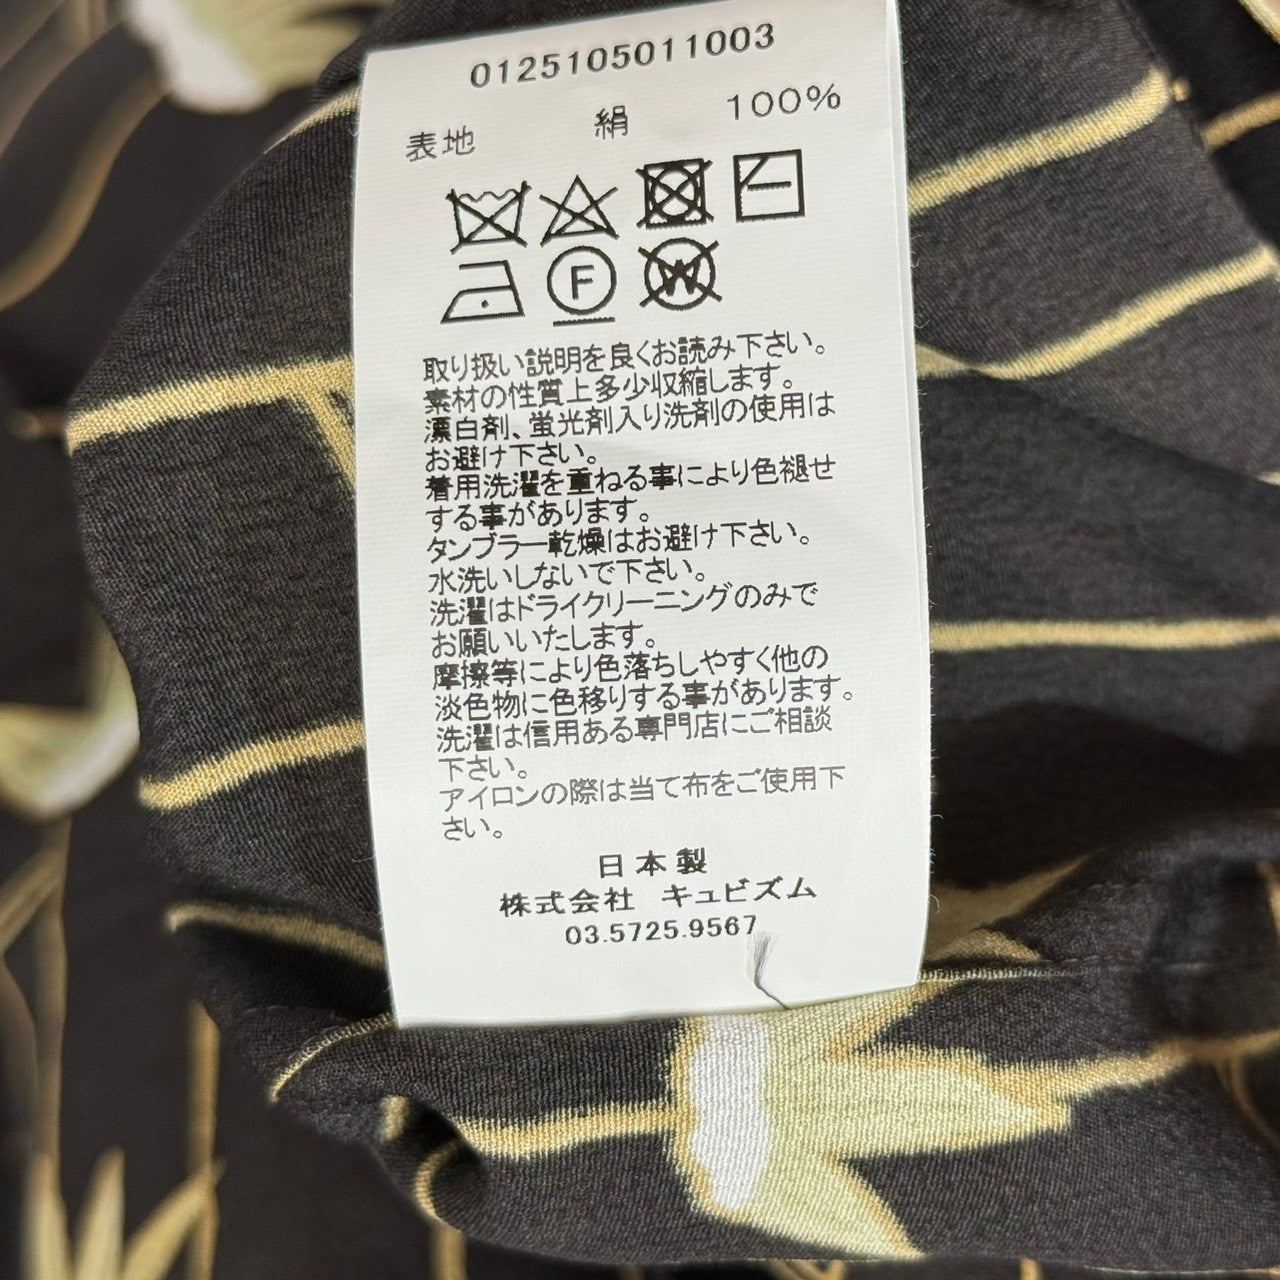 0125105011003
表地 絹 100%
F W
取り扱い説明を良くお読み下さい。
素材の性質上多少収縮します。
漂白剤、蛍光剤入り洗剤の使用は
お避け下さい。
着用洗濯を重ねる事により色褪せ
する事があります。
タンブラー乾燥はお避け下さい。
水洗いしないで下さい。
洗濯はドライクリーニングのみで
お願いいたします。
摩擦等により色落ちしやすく他の
淡色物に色移りする事があります。
洗濯は信用ある専門店にご相談
下さい。
アイロンの際は当て布をご使用下
さい。
日本製
株式会社 キュビズム
03.5725.9567